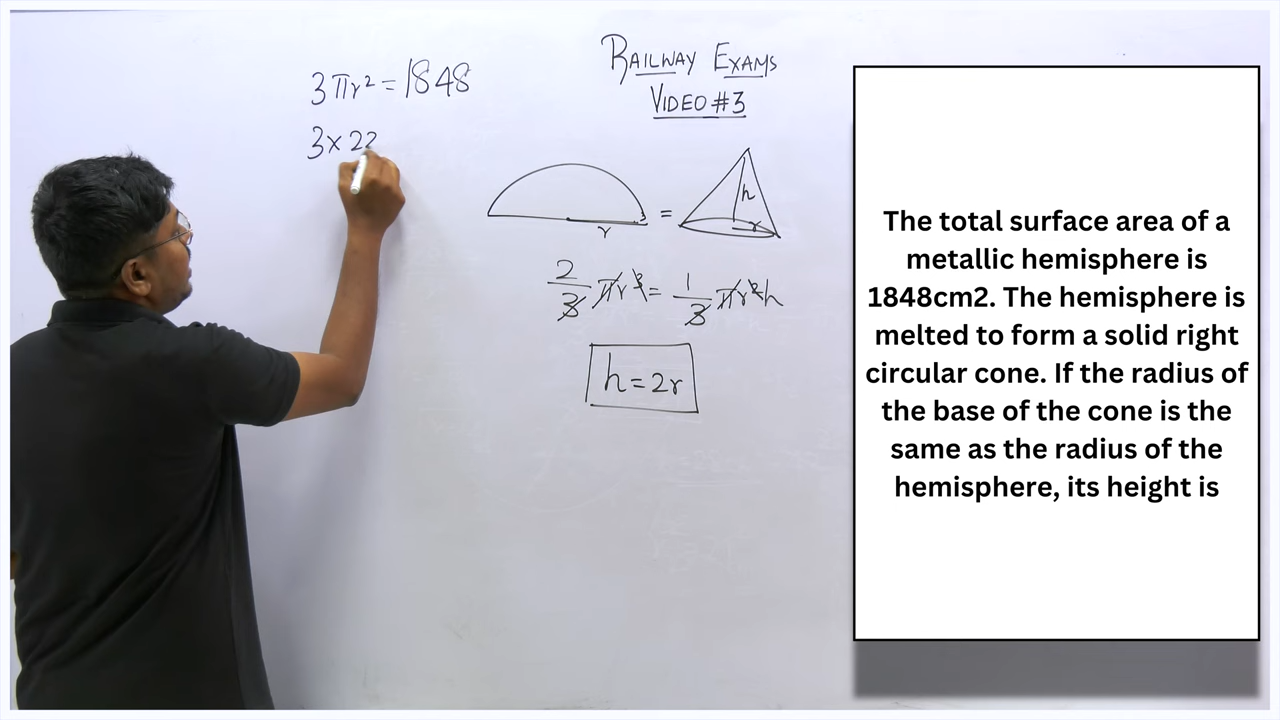 3πr² = 1848
3 × 22
RAILWAY EXAMS
VIDEO #3
h
r
=
r
2/3 πr³ = 1/3 πr²h
h = 2r
The total surface area of a
metallic hemisphere is
1848cm2. The hemisphere is
melted to form a solid right
circular cone. If the radius of
the base of the cone is the
same as the radius of the
hemisphere, its height is